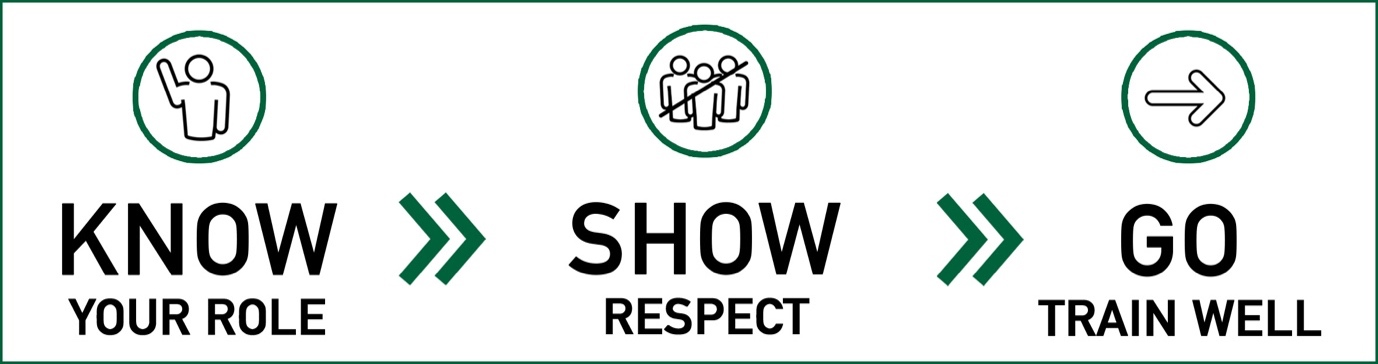 KNOW
YOUR ROLE
SHOW
RESPECT
GO
TRAIN WELL